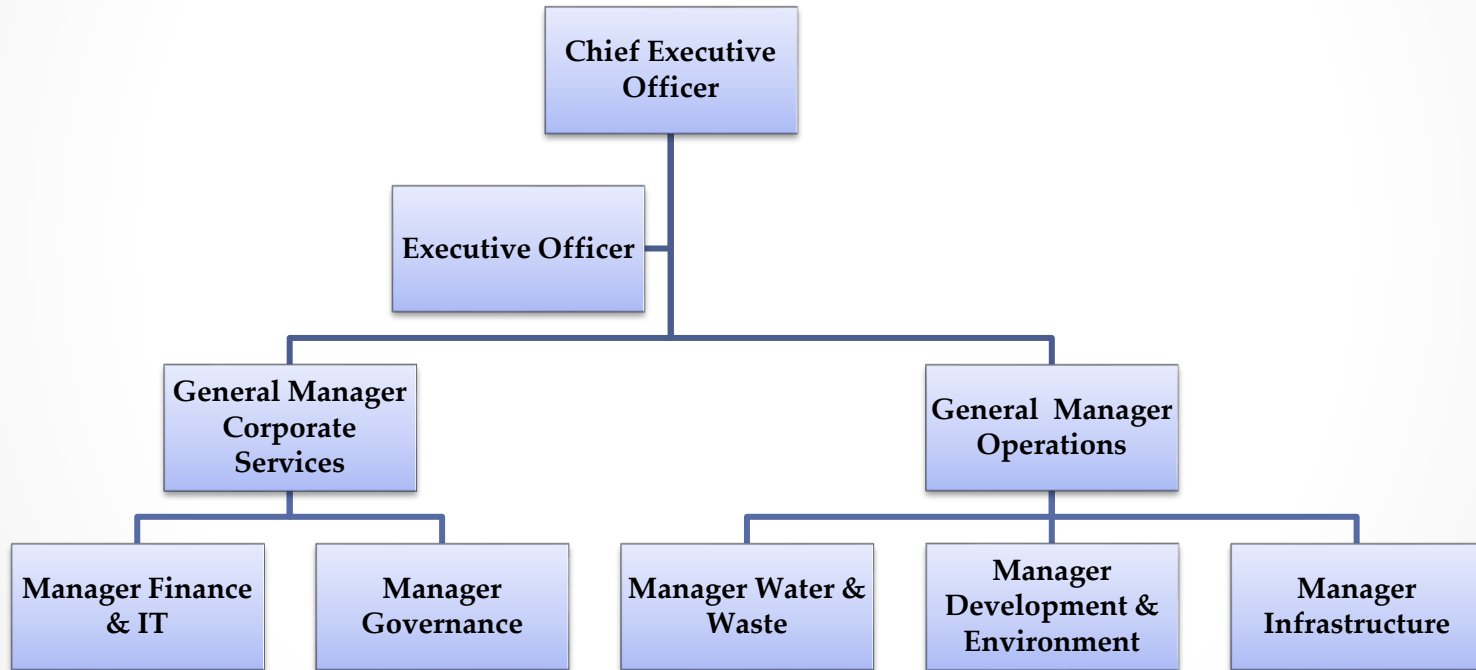 Chief Executive
Officer
Executive Officer
General Manager
Corporate
Services
General  Manager
Operations
Manager Finance
& IT
Manager
Governance
Manager Water &
Waste
Manager
Development &
Environment
Manager
Infrastructure